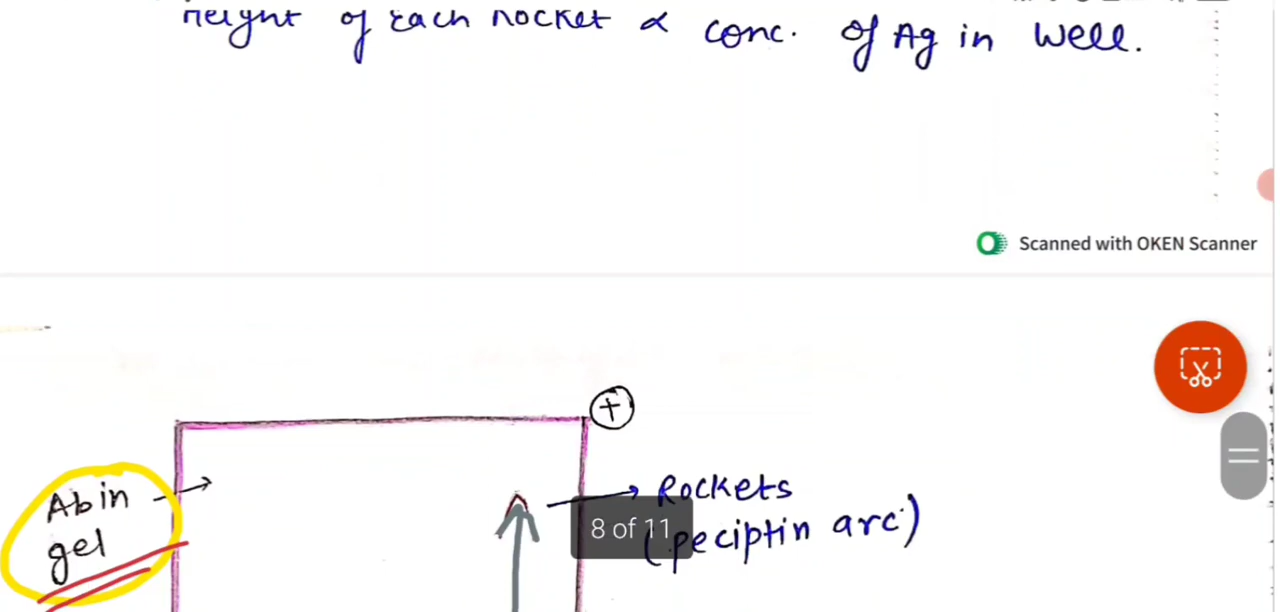 Height of Each Rocket α conc. of Ag in Well.
Scanned with OKEN Scanner
+
Ab in
gel
Rockets
8 of 11
(peciptin arc)